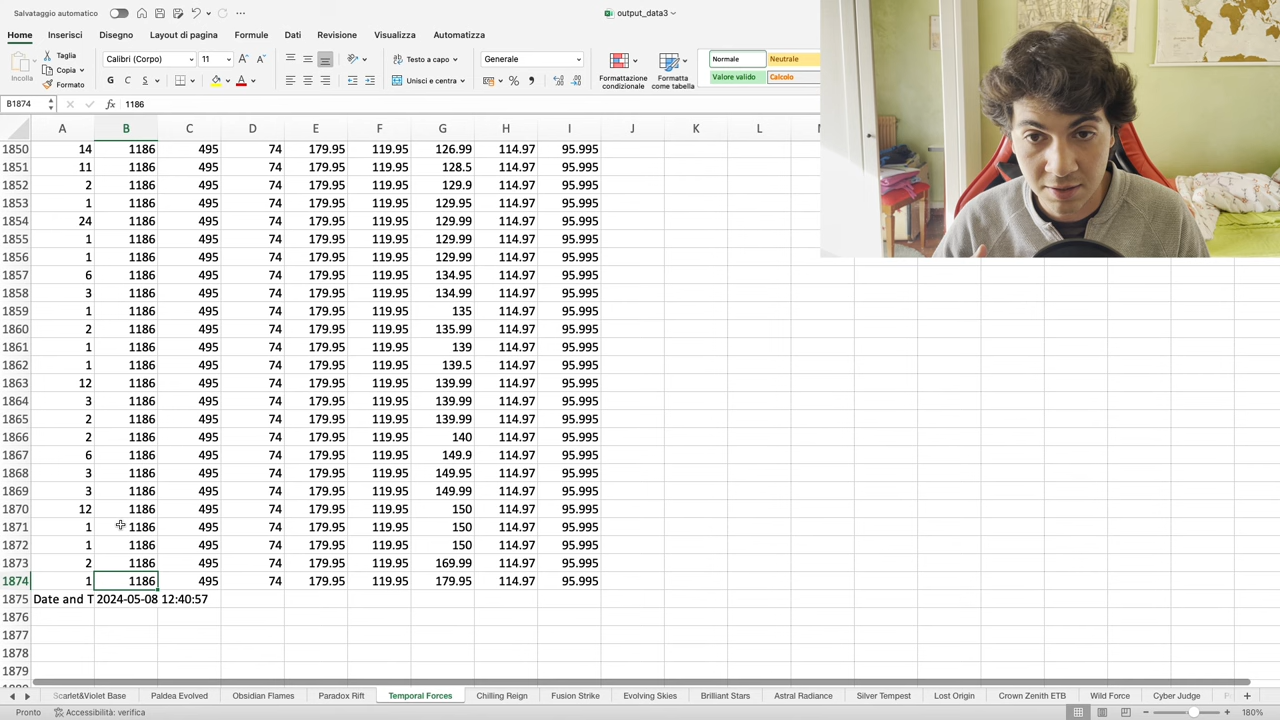 Salvataggio automatico
output_data3
Home Inserisci Disegno Layout di pagina Formule Dati Revisione Visualizza Automatizza
Incolla
Taglia
Copia
Formato
Calibri (Corpo) 11
G C S
Testo a capo
Unisci e centra
Generale
Formattazione condizionale
Formatta come tabella
Normale Neutrale
Valore valido Calcolo
B1874 fx 1186
A B C D E F G H I J K L
1850 14 1186 495 74 179.95 119.95 126.99 114.97 95.995
1851 11 1186 495 74 179.95 119.95 128.5 114.97 95.995
1852 2 1186 495 74 179.95 119.95 129.9 114.97 95.995
1853 1 1186 495 74 179.95 119.95 129.95 114.97 95.995
1854 24 1186 495 74 179.95 119.95 129.99 114.97 95.995
1855 1 1186 495 74 179.95 119.95 129.99 114.97 95.995
1856 1 1186 495 74 179.95 119.95 129.99 114.97 95.995
1857 6 1186 495 74 179.95 119.95 134.95 114.97 95.995
1858 3 1186 495 74 179.95 119.95 134.99 114.97 95.995
1859 1 1186 495 74 179.95 119.95 135 114.97 95.995
1860 2 1186 495 74 179.95 119.95 135.99 114.97 95.995
1861 1 1186 495 74 179.95 119.95 139 114.97 95.995
1862 1 1186 495 74 179.95 119.95 139.5 114.97 95.995
1863 12 1186 495 74 179.95 119.95 139.99 114.97 95.995
1864 3 1186 495 74 179.95 119.95 139.99 114.97 95.995
1865 2 1186 495 74 179.95 119.95 139.99 114.97 95.995
1866 2 1186 495 74 179.95 119.95 140 114.97 95.995
1867 6 1186 495 74 179.95 119.95 149.9 114.97 95.995
1868 3 1186 495 74 179.95 119.95 149.95 114.97 95.995
1869 3 1186 495 74 179.95 119.95 149.99 114.97 95.995
1870 12 1186 495 74 179.95 119.95 150 114.97 95.995
1871 1 1186 495 74 179.95 119.95 150 114.97 95.995
1872 1 1186 495 74 179.95 119.95 150 114.97 95.995
1873 2 1186 495 74 179.95 119.95 169.99 114.97 95.995
1874 1 1186 495 74 179.95 119.95 179.95 114.97 95.995
1875 Date and T 2024-05-08 12:40:57
1876
1877
1878
1879
Scarlet&Violet Base Paldea Evolved Obsidian Flames Paradox Rift Temporal Forces Chilling Reign Fusion Strike Evolving Skies Brilliant Stars Astral Radiance Silver Tempest Lost Origin Crown Zenith ETB Wild Force Cyber Judge
Pronto Accessibilità: verifica 180%